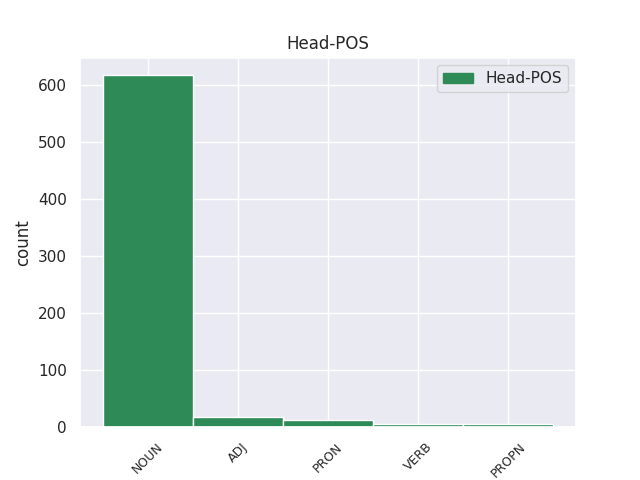 Head-POS
Head-POS
count
600
500
400
300
200
100
0
NOUN
ADJ
PRON
VERB
PROPN